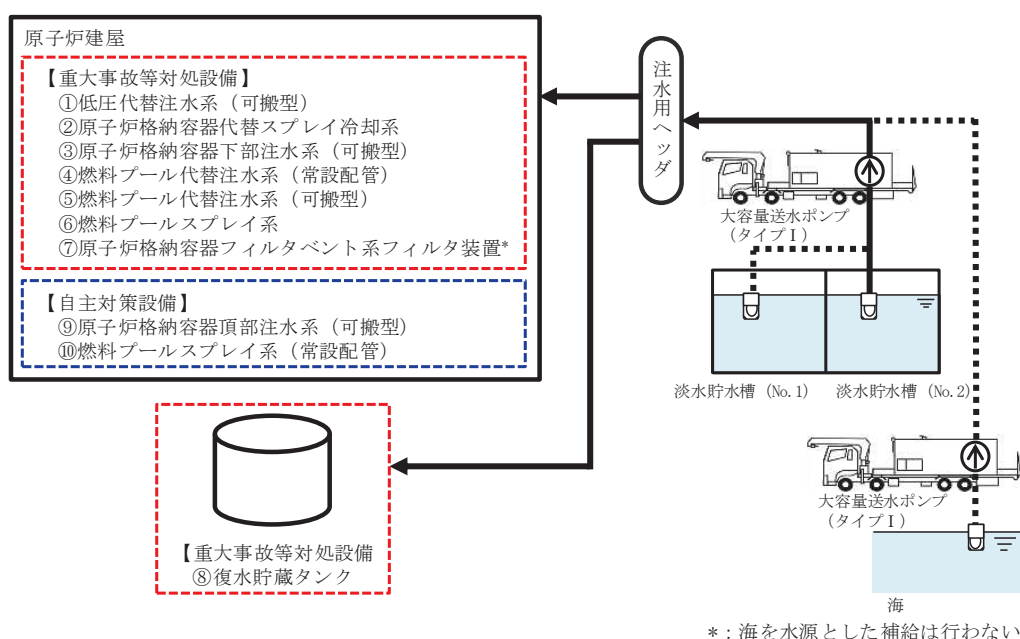 原子炉建屋
【重大事故等対処設備】
①低圧代替注水系（可搬型）
②原子炉格納容器代替スプレイ冷却系
③原子炉格納容器下部注水系（可搬型）
④燃料プール代替注水系（常設配管）
⑤燃料プール代替注水系（可搬型）
⑥燃料プールスプレイ系
⑦原子炉格納容器フィルタベント系フィルタ装置*
【自主対策設備】
⑨原子炉格納容器頂部注水系（可搬型）
⑩燃料プールスプレイ系（常設配管）
【重大事故等対処設備
⑧復水貯蔵タンク
注水用ヘッダ
大容量送水ポンプ
（タイプⅠ）
淡水貯水槽（No.1）
淡水貯水槽（No.2）
大容量送水ポンプ
（タイプⅠ）
海
*：海を水源とした補給は行わない